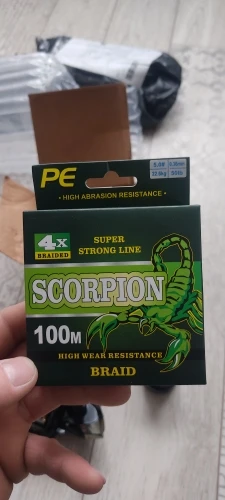 PE
• HIGH ABRASION RESISTANCE •
4X
BRAIDED
SUPER
STRONG LINE
SCORPION
100M
HIGH WEAR RESISTANCE
BRAID